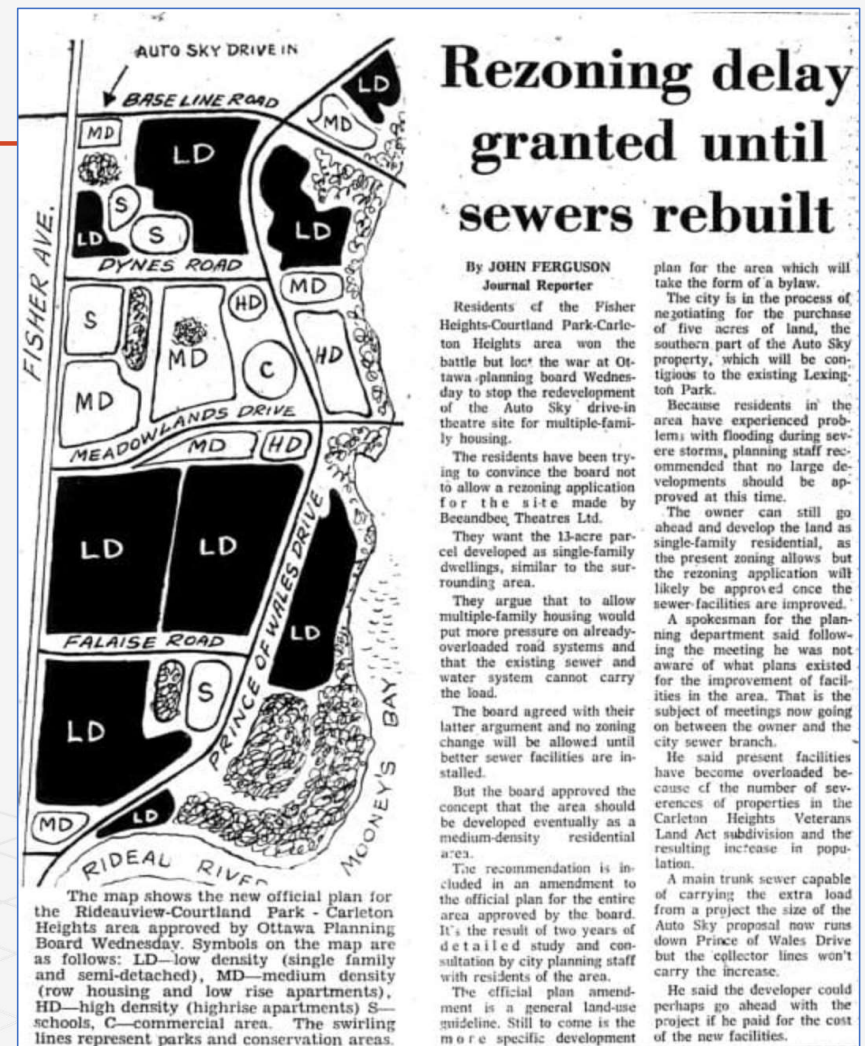 AUTO SKY DRIVE IN
BASE LINE ROAD
LD
MD
MD
LD
S
S
LD
LD
DYNES ROAD
FISHER AVE.
MD
S
MD
HD
HD
C
MD
MEADOWLANDS DRIVE
MD
HD
LD
LD
LD
PRINCE OF WALES DRIVE
FALAISE ROAD
S
LD
MD
LD
MOONEY'S BAY
RIDEAU RIVER
The map shows the new official plan for
the Rideauview-Courtland Park - Carleton
Heights area approved by Ottawa Planning
Board Wednesday. Symbols on the map are
as follows: LD—low density (single family
and semi-detached), MD—medium density
(row housing and low rise apartments),
HD—high density (highrise apartments) S—
schools, C—commercial area. The swirling
lines represent parks and conservation areas.
Rezoning delay
granted until
sewers rebuilt
By JOHN FERGUSON
Journal Reporter
Residents of the Fisher
Heights-Courtland Park-Carle-
ton Heights area won the
battle but lost the war at Ot-
tawa planning board Wednes-
day to stop the redevelopment
of the Auto Sky drive-in
theatre site for multiple-fami-
ly housing.
The residents have been try-
ing to convince the board not
to allow a rezoning application
for the site made by
Beeandbee Theatres Ltd.
They want the 13-acre par-
cel developed as single-family
dwellings, similar to the sur-
rounding area.
They argue that to allow
multiple-family housing would
put more pressure on already-
overloaded road systems and
that the existing sewer and
water system cannot carry
the load.
The board agreed with their
latter argument and no zoning
change will be allowed until
better sewer facilities are in-
stalled.
But the board approved the
concept that the area should
be developed eventually as a
medium-density residential
area.
The recommendation is in-
cluded in an amendment to
the official plan for the entire
area approved by the board.
It's the result of two years of
detailed study and con-
sultation by city planning staff
with residents of the area.
The official plan amend-
ment is a general land-use
guideline. Still to come is the
more specific development
plan for the area which will
take the form of a bylaw.
The city is in the process of
negotiating for the purchase
of five acres of land, the
southern part of the Auto Sky
property, which will be con-
tigious to the existing Lexing-
ton Park.
Because residents in the
area have experienced prob-
lems with flooding during sev-
ere storms, planning staff rec-
ommended that no large de-
velopments should be ap-
proved at this time.
The owner can still go
ahead and develop the land as
single-family residential, as
the present zoning allows but
the rezoning application will
likely be approved once the
sewer facilities are improved.
A spokesman for the plan-
ning department said follow-
ing the meeting he was not
aware of what plans existed
for the improvement of facil-
ities in the area. That is the
subject of meetings now going
on between the owner and the
city sewer branch.
He said present facilities
have become overloaded be-
cause of the number of sev-
erences of properties in the
Carleton Heights Veterans
Land Act subdivision and the
resulting increase in popu-
lation.
A main trunk sewer capable
of carrying the extra load
from a project the size of the
Auto Sky proposal now runs
down Prince of Wales Drive
but the collector lines won't
carry the increase.
He said the developer could
perhaps go ahead with the
project if he paid for the cost
of the new facilities.